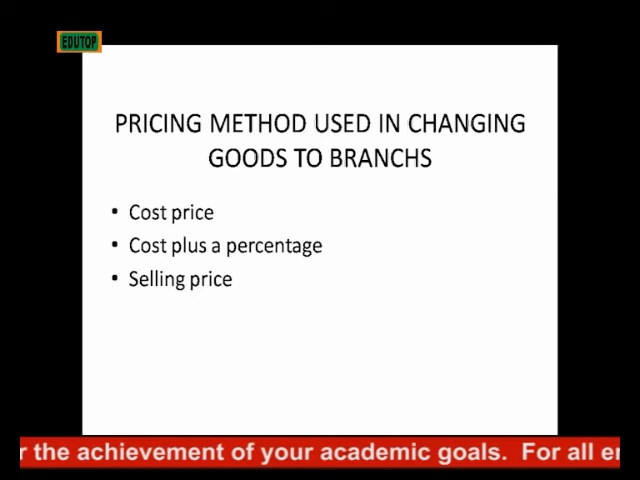 EDUTOP
PRICING METHOD USED IN CHANGING
GOODS TO BRANCHS
• Cost price
• Cost plus a percentage
• Selling price
the achievement of your academic goals. For all